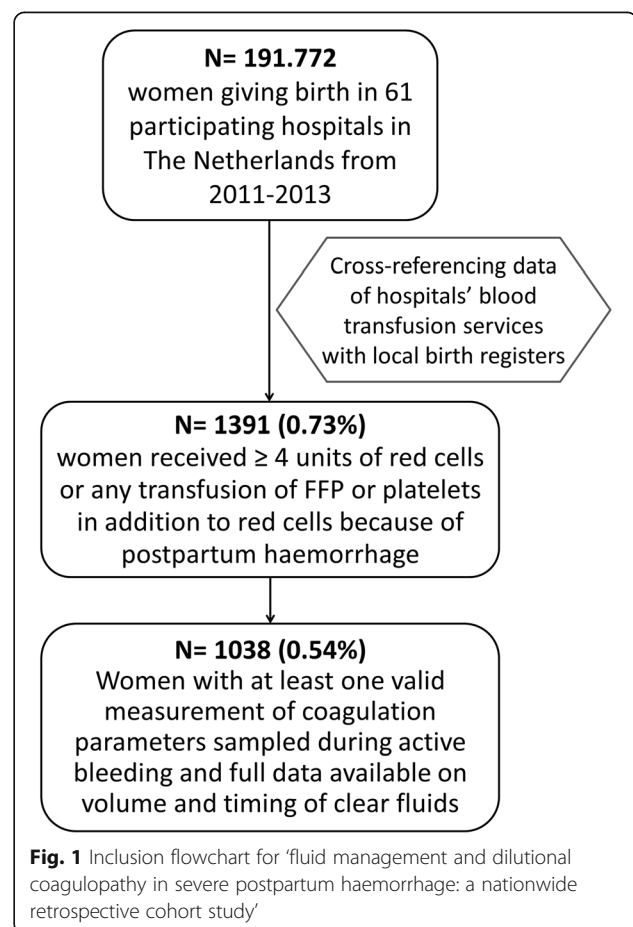 N= 191.772
women giving birth in 61
participating hospitals in
The Netherlands from
2011-2013
Cross-referencing data
of hospitals' blood
transfusion services
with local birth registers
N= 1391 (0.73%)
women received ≥ 4 units of red cells
or any transfusion of FFP or platelets
in addition to red cells because of
postpartum haemorrhage
N= 1038 (0.54%)
Women with at least one valid
measurement of coagulation
parameters sampled during active
bleeding and full data available on
volume and timing of clear fluids
Fig. 1 Inclusion flowchart for 'fluid management and dilutional
coagulopathy in severe postpartum haemorrhage: a nationwide
retrospective cohort study'